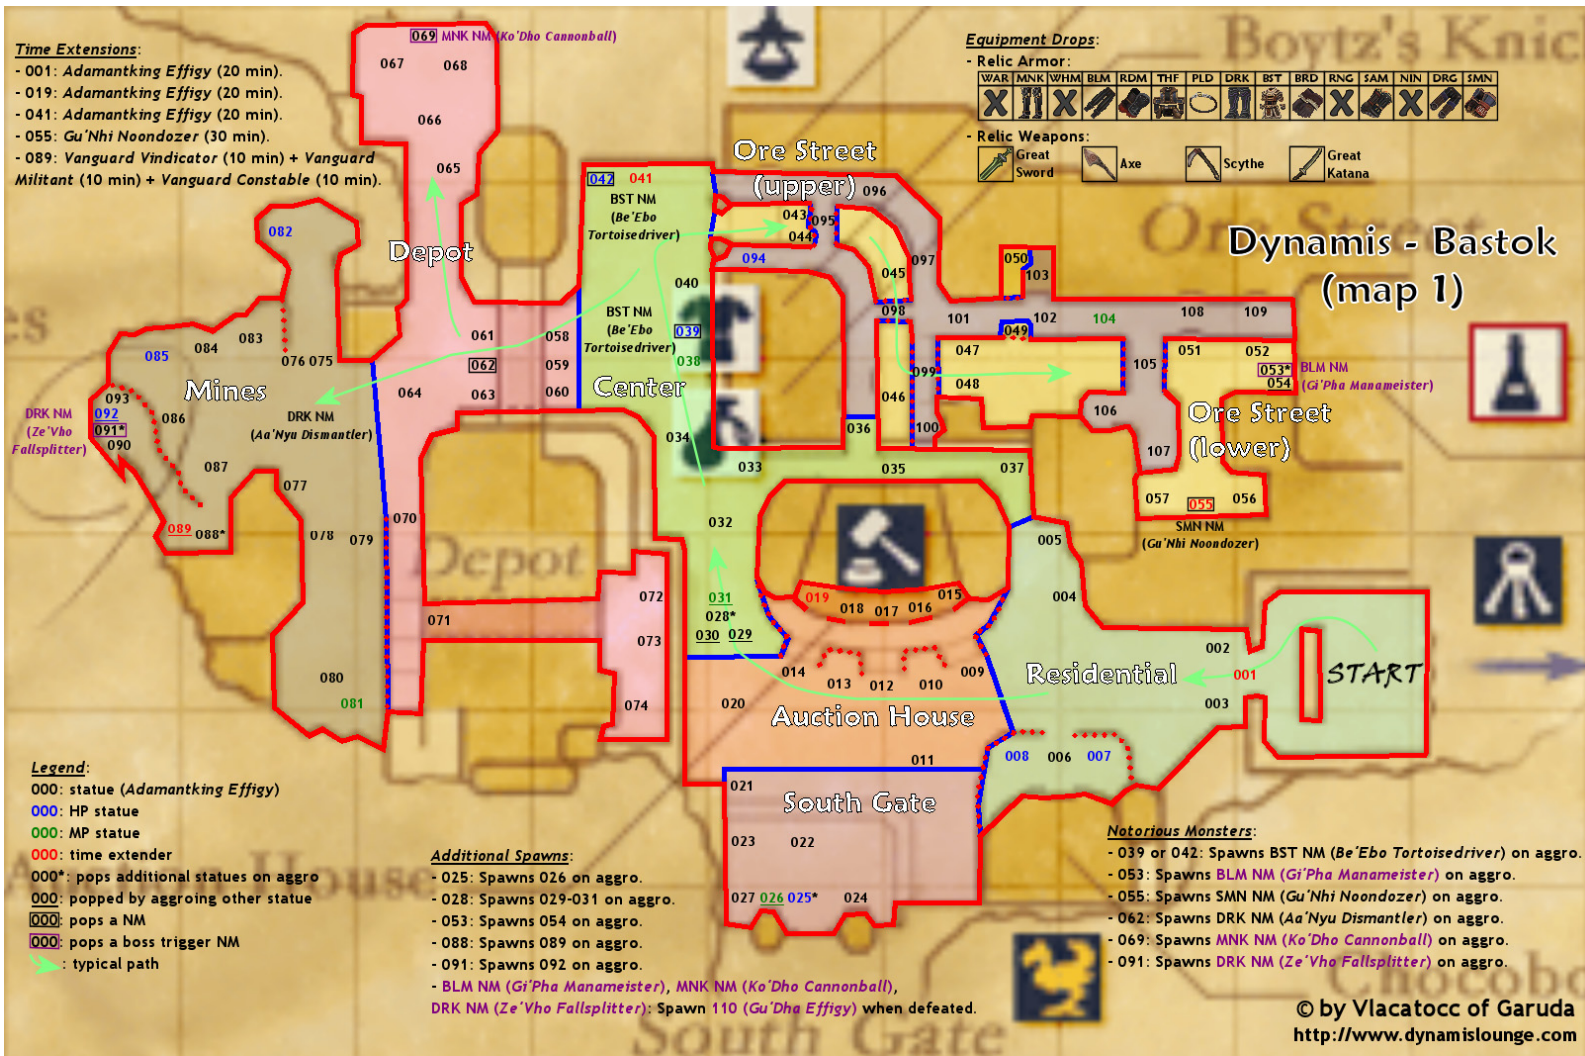 Time Extensions:
- 001: Adamantking Effigy (20 min).
- 019: Adamantking Effigy (20 min).
- 041: Adamantking Effigy (20 min).
- 055: Gu'Nhi Noondozer (30 min).
- 089: Vanguard Vindicator (10 min) + Vanguard
Militant (10 min) + Vanguard Constable (10 min).
069 MNK NM (Ko'Dho Cannonball)
067 068
066
065
Depot
Boytz's Knic
Equipment Drops:
- Relic Armor:
WAR MNK WHM BLM RDM THF PLD DRK BST BRD RNG SAM NIN DRG SMN
- Relic Weapons:
Great Sword
Axe
Scythe
Great Katana
Ore Street
Dynamis - Bastok
(map 1)
Ore Street
(upper)
096
042 041
BST NM
(Be'Ebo
Tortoisedriver)
043
044
095
094
045
097
098
040
BST NM
(Be'Ebo
Tortoisedriver)
039
038
Center
034
050
103
101 102 104 108 109
049
047
048
099
046
100
036
105
106
107
051 052
053* BLM NM
054 (Gi'Pha Manameister)
Ore Street
(lower)
057 055 056
SMN NM
(Gu'Nhi Noondozer)
082
085 084 083
076 075
Mines
093
092
091*
090
DRK NM
(Ze'Vho
Fallsplitter)
086
087
DRK NM
(Aa'Nyu Dismantler)
077
078 079
089 088*
080
081
061 058
062 059
064 063 060
070
Depot
071
072
073
074
033 035 037
032
031
028*
030 029
019 018 017 016 015
014 013 012 010 009
020
Auction House
011
005
004
002
001
003
Residential
START
008 006 007
021
South Gate
023 022
027 026 025* 024
Legend:
000: statue (Adamantking Effigy)
000: HP statue
000: MP statue
000: time extender
000*: pops additional statues on aggro
000: popped by aggroing other statue
000: pops a NM
000: pops a boss trigger NM
: typical path
Additional Spawns:
- 025: Spawns 026 on aggro.
- 028: Spawns 029-031 on aggro.
- 053: Spawns 054 on aggro.
- 088: Spawns 089 on aggro.
- 091: Spawns 092 on aggro.
- BLM NM (Gi'Pha Manameister), MNK NM (Ko'Dho Cannonball),
DRK NM (Ze'Vho Fallsplitter): Spawn 110 (Gu'Dha Effigy) when defeated.
Notorious Monsters:
- 039 or 042: Spawns BST NM (Be'Ebo Tortoisedriver) on aggro.
- 053: Spawns BLM NM (Gi'Pha Manameister) on aggro.
- 055: Spawns SMN NM (Gu'Nhi Noondozer) on aggro.
- 062: Spawns DRK NM (Aa'Nyu Dismantler) on aggro.
- 069: Spawns MNK NM (Ko'Dho Cannonball) on aggro.
- 091: Spawns DRK NM (Ze'Vho Fallsplitter) on aggro.
Chocobo
South Gate
© by Vlacatocc of Garuda
http://www.dynamislounge.com